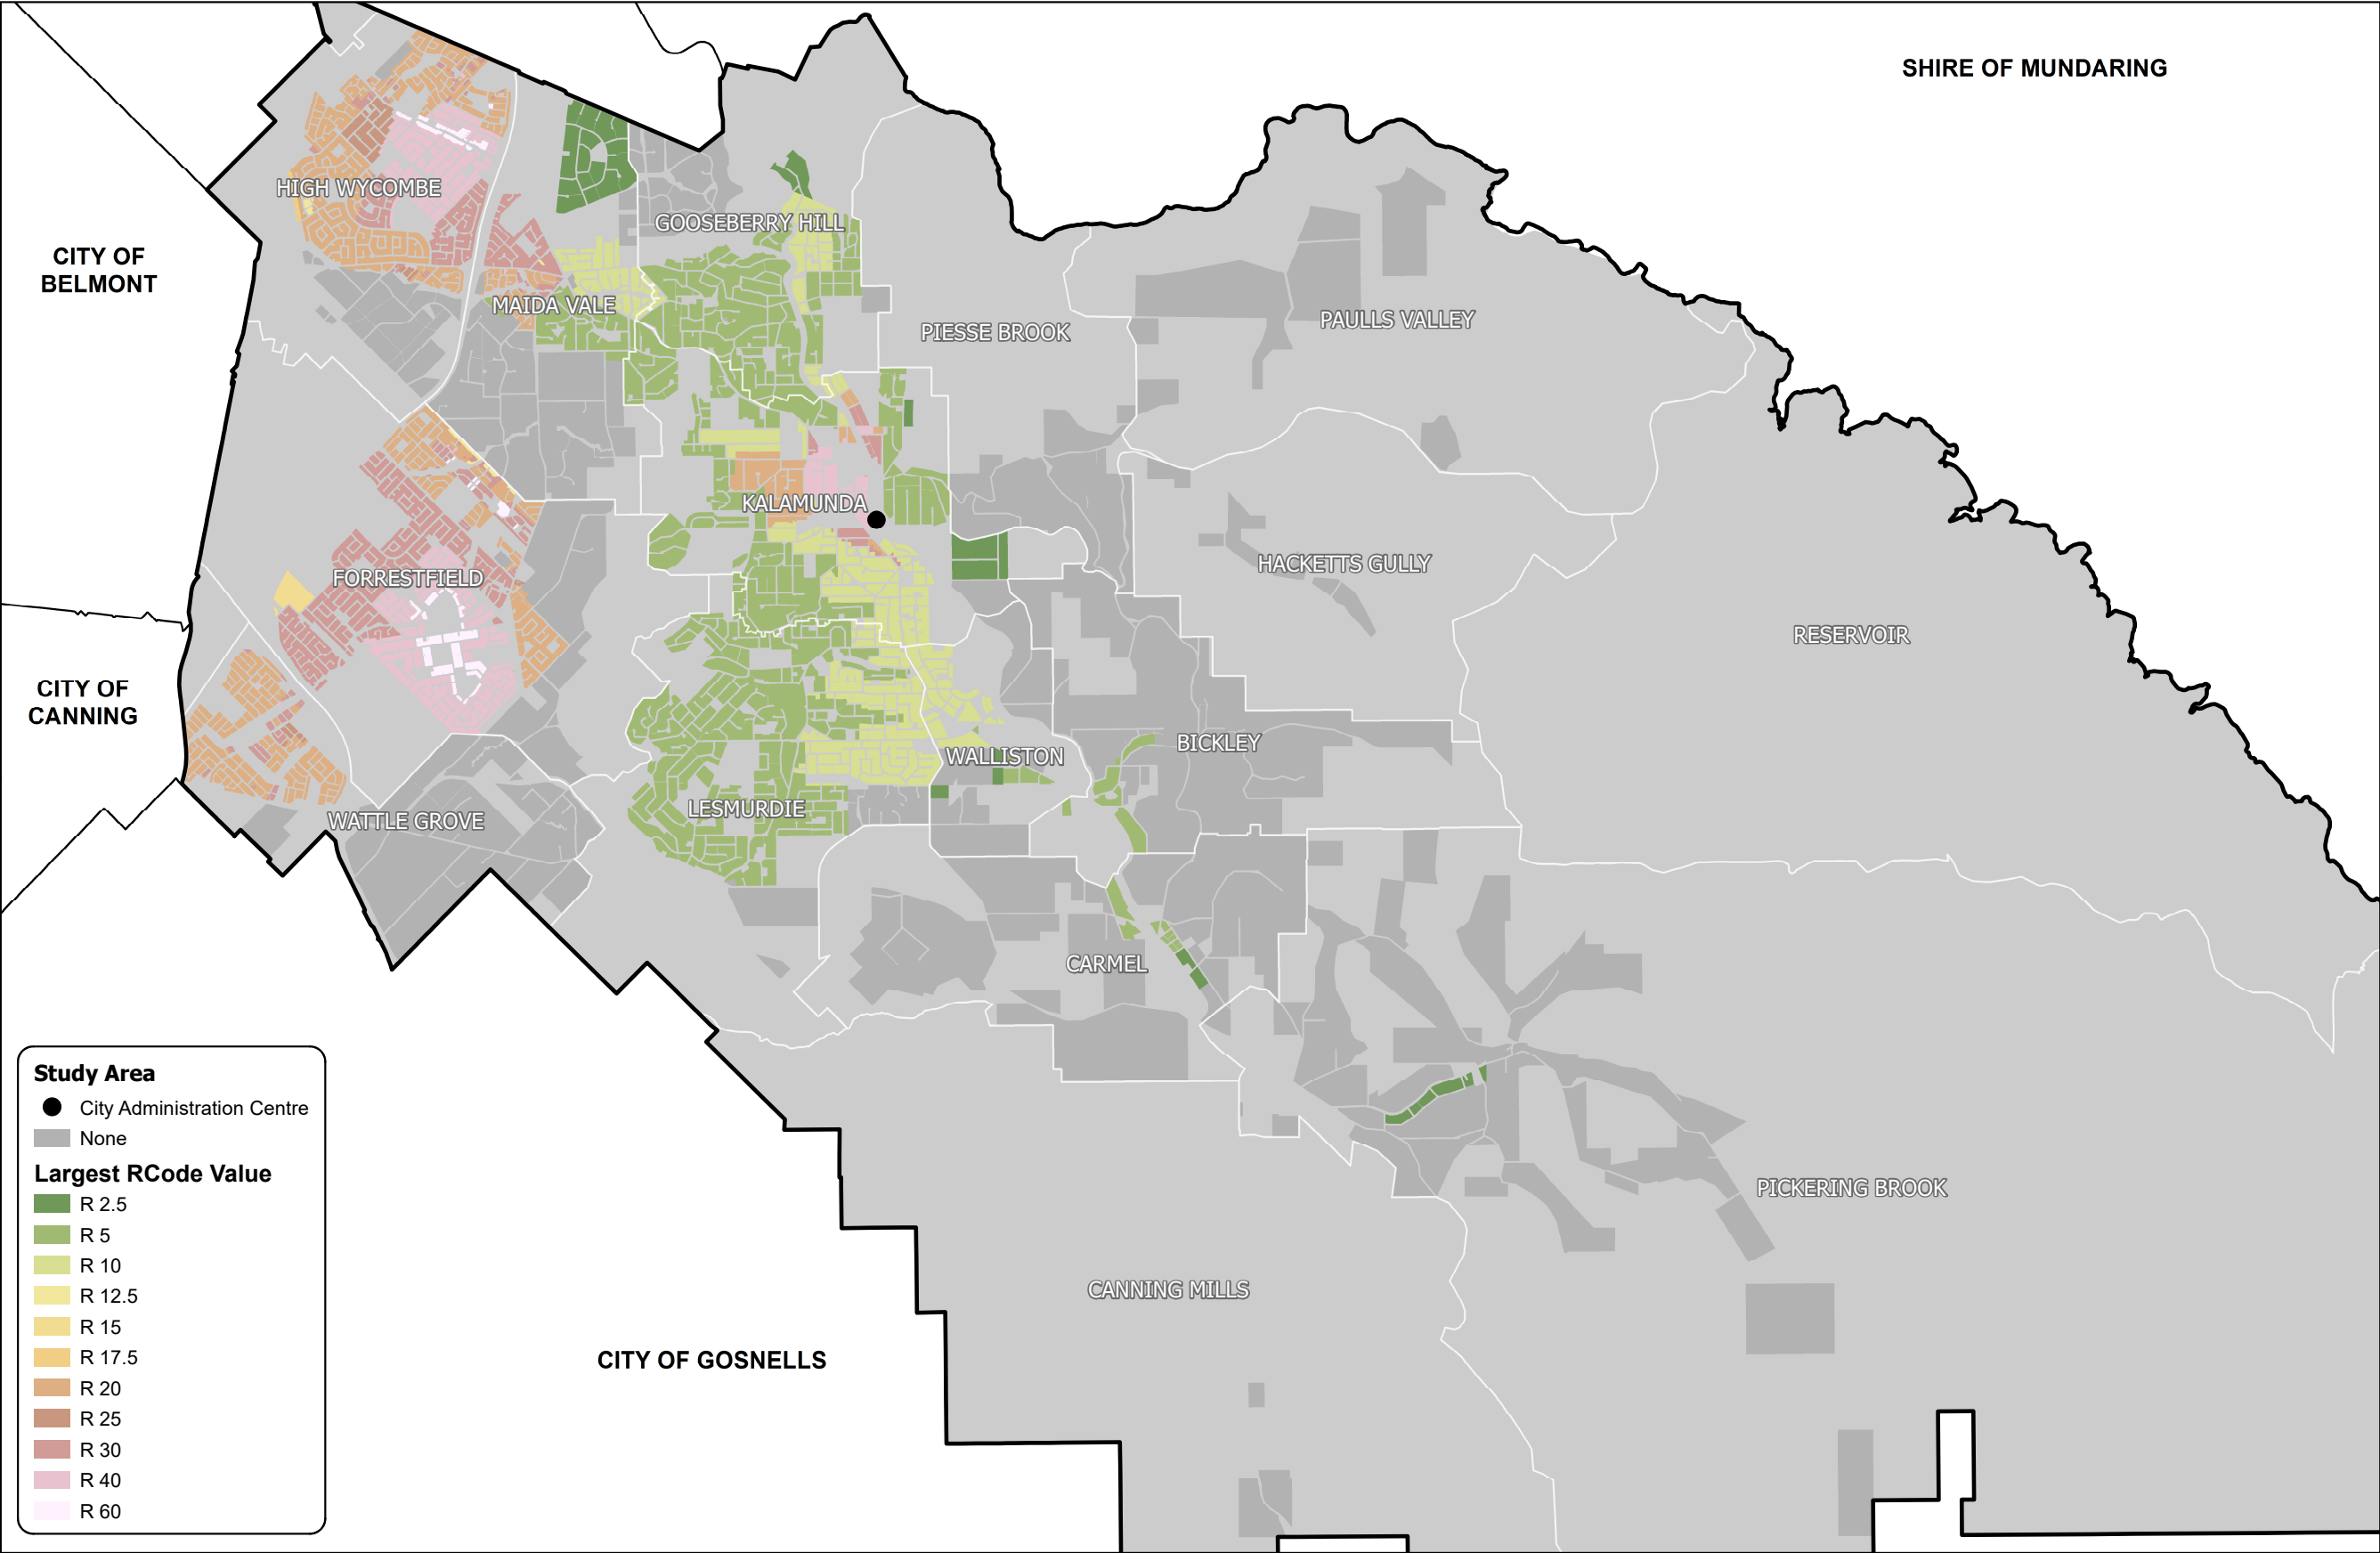 SHIRE OF MUNDARING
HIGH WYCOMBE
GOOSEBERRY HILL
CITY OF
BELMONT
MAIDA VALE
PIESSE BROOK
PAULLS VALLEY
KALAMUNDA
HACKETTS GULLY
FORRESTFIELD
RESERVOIR
CITY OF
CANNING
WALLISTON
BICKLEY
LESMURDIE
WATTLE GROVE
CARMEL
PICKERING BROOK
CANNING MILLS
CITY OF GOSNELLS
Study Area
City Administration Centre
None
Largest RCode Value
R 2.5
R 5
R 10
R 12.5
R 15
R 17.5
R 20
R 25
R 30
R 40
R 60